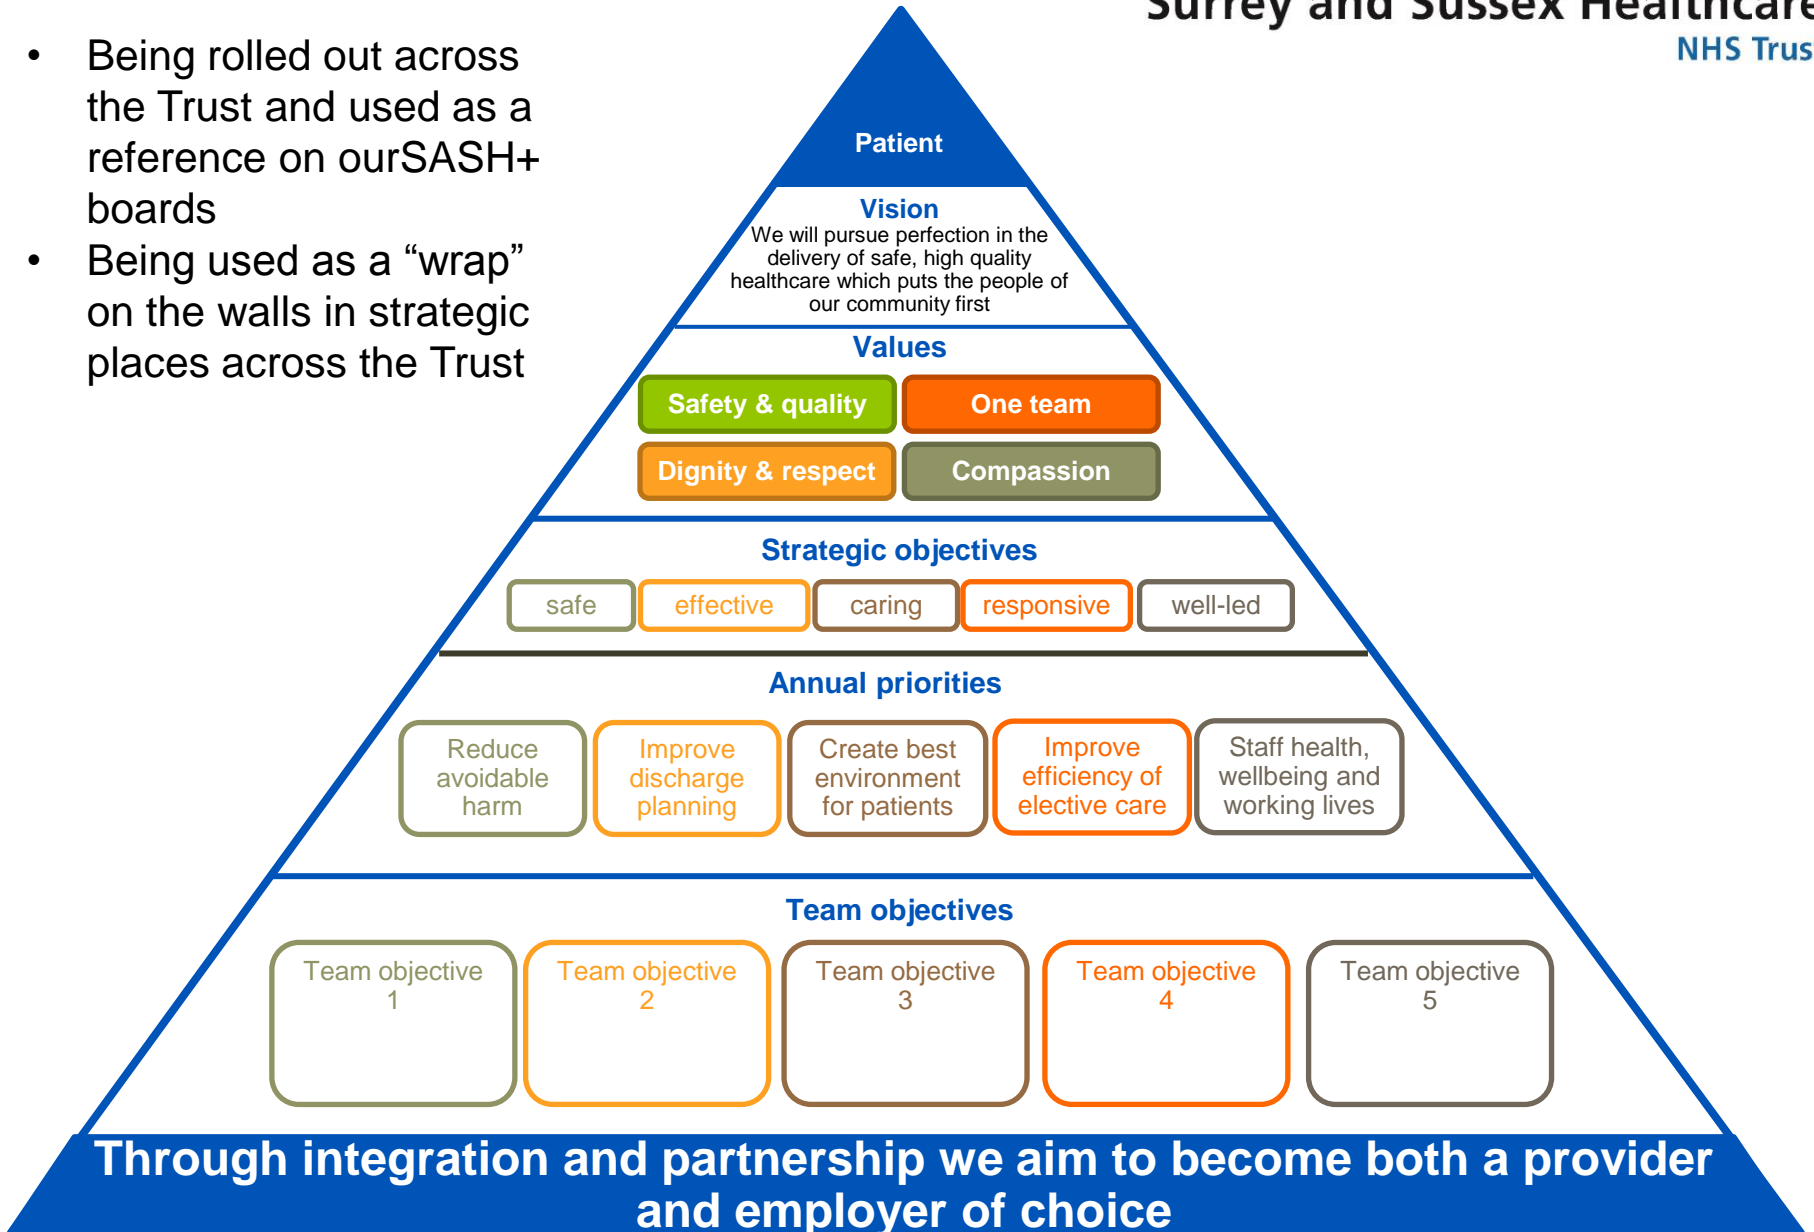 Surrey and Sussex Healthcare
NHS Trus
• Being rolled out across
the Trust and used as a
reference on ourSASH+
boards
• Being used as a “wrap”
on the walls in strategic
places across the Trust
Patient
Vision
We will pursue perfection in the
delivery of safe, high quality
healthcare which puts the people of
our community first
Values
Safety & quality
One team
Dignity & respect
Compassion
Strategic objectives
safe
effective
caring
responsive
well-led
Annual priorities
Reduce
avoidable
harm
Improve
discharge
planning
Create best
environment
for patients
Improve
efficiency of
elective care
Staff health,
wellbeing and
working lives
Team objectives
Team objective
1
Team objective
2
Team objective
3
Team objective
4
Team objective
5
Through integration and partnership we aim to become both a provider
and employer of choice